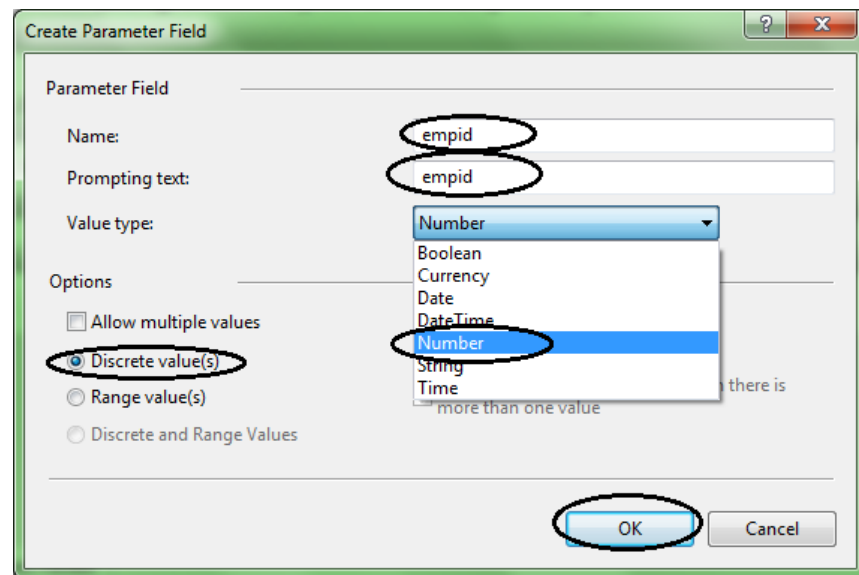 Create Parameter Field
Parameter Field
Name:
empid
Prompting text:
empid
Value type:
Number
Boolean
Currency
Date
DateTime
Number
String
Time
Options
Allow multiple values
Discrete value(s)
Range value(s)
Discrete and Range Values
there is
more than one value
OK
Cancel